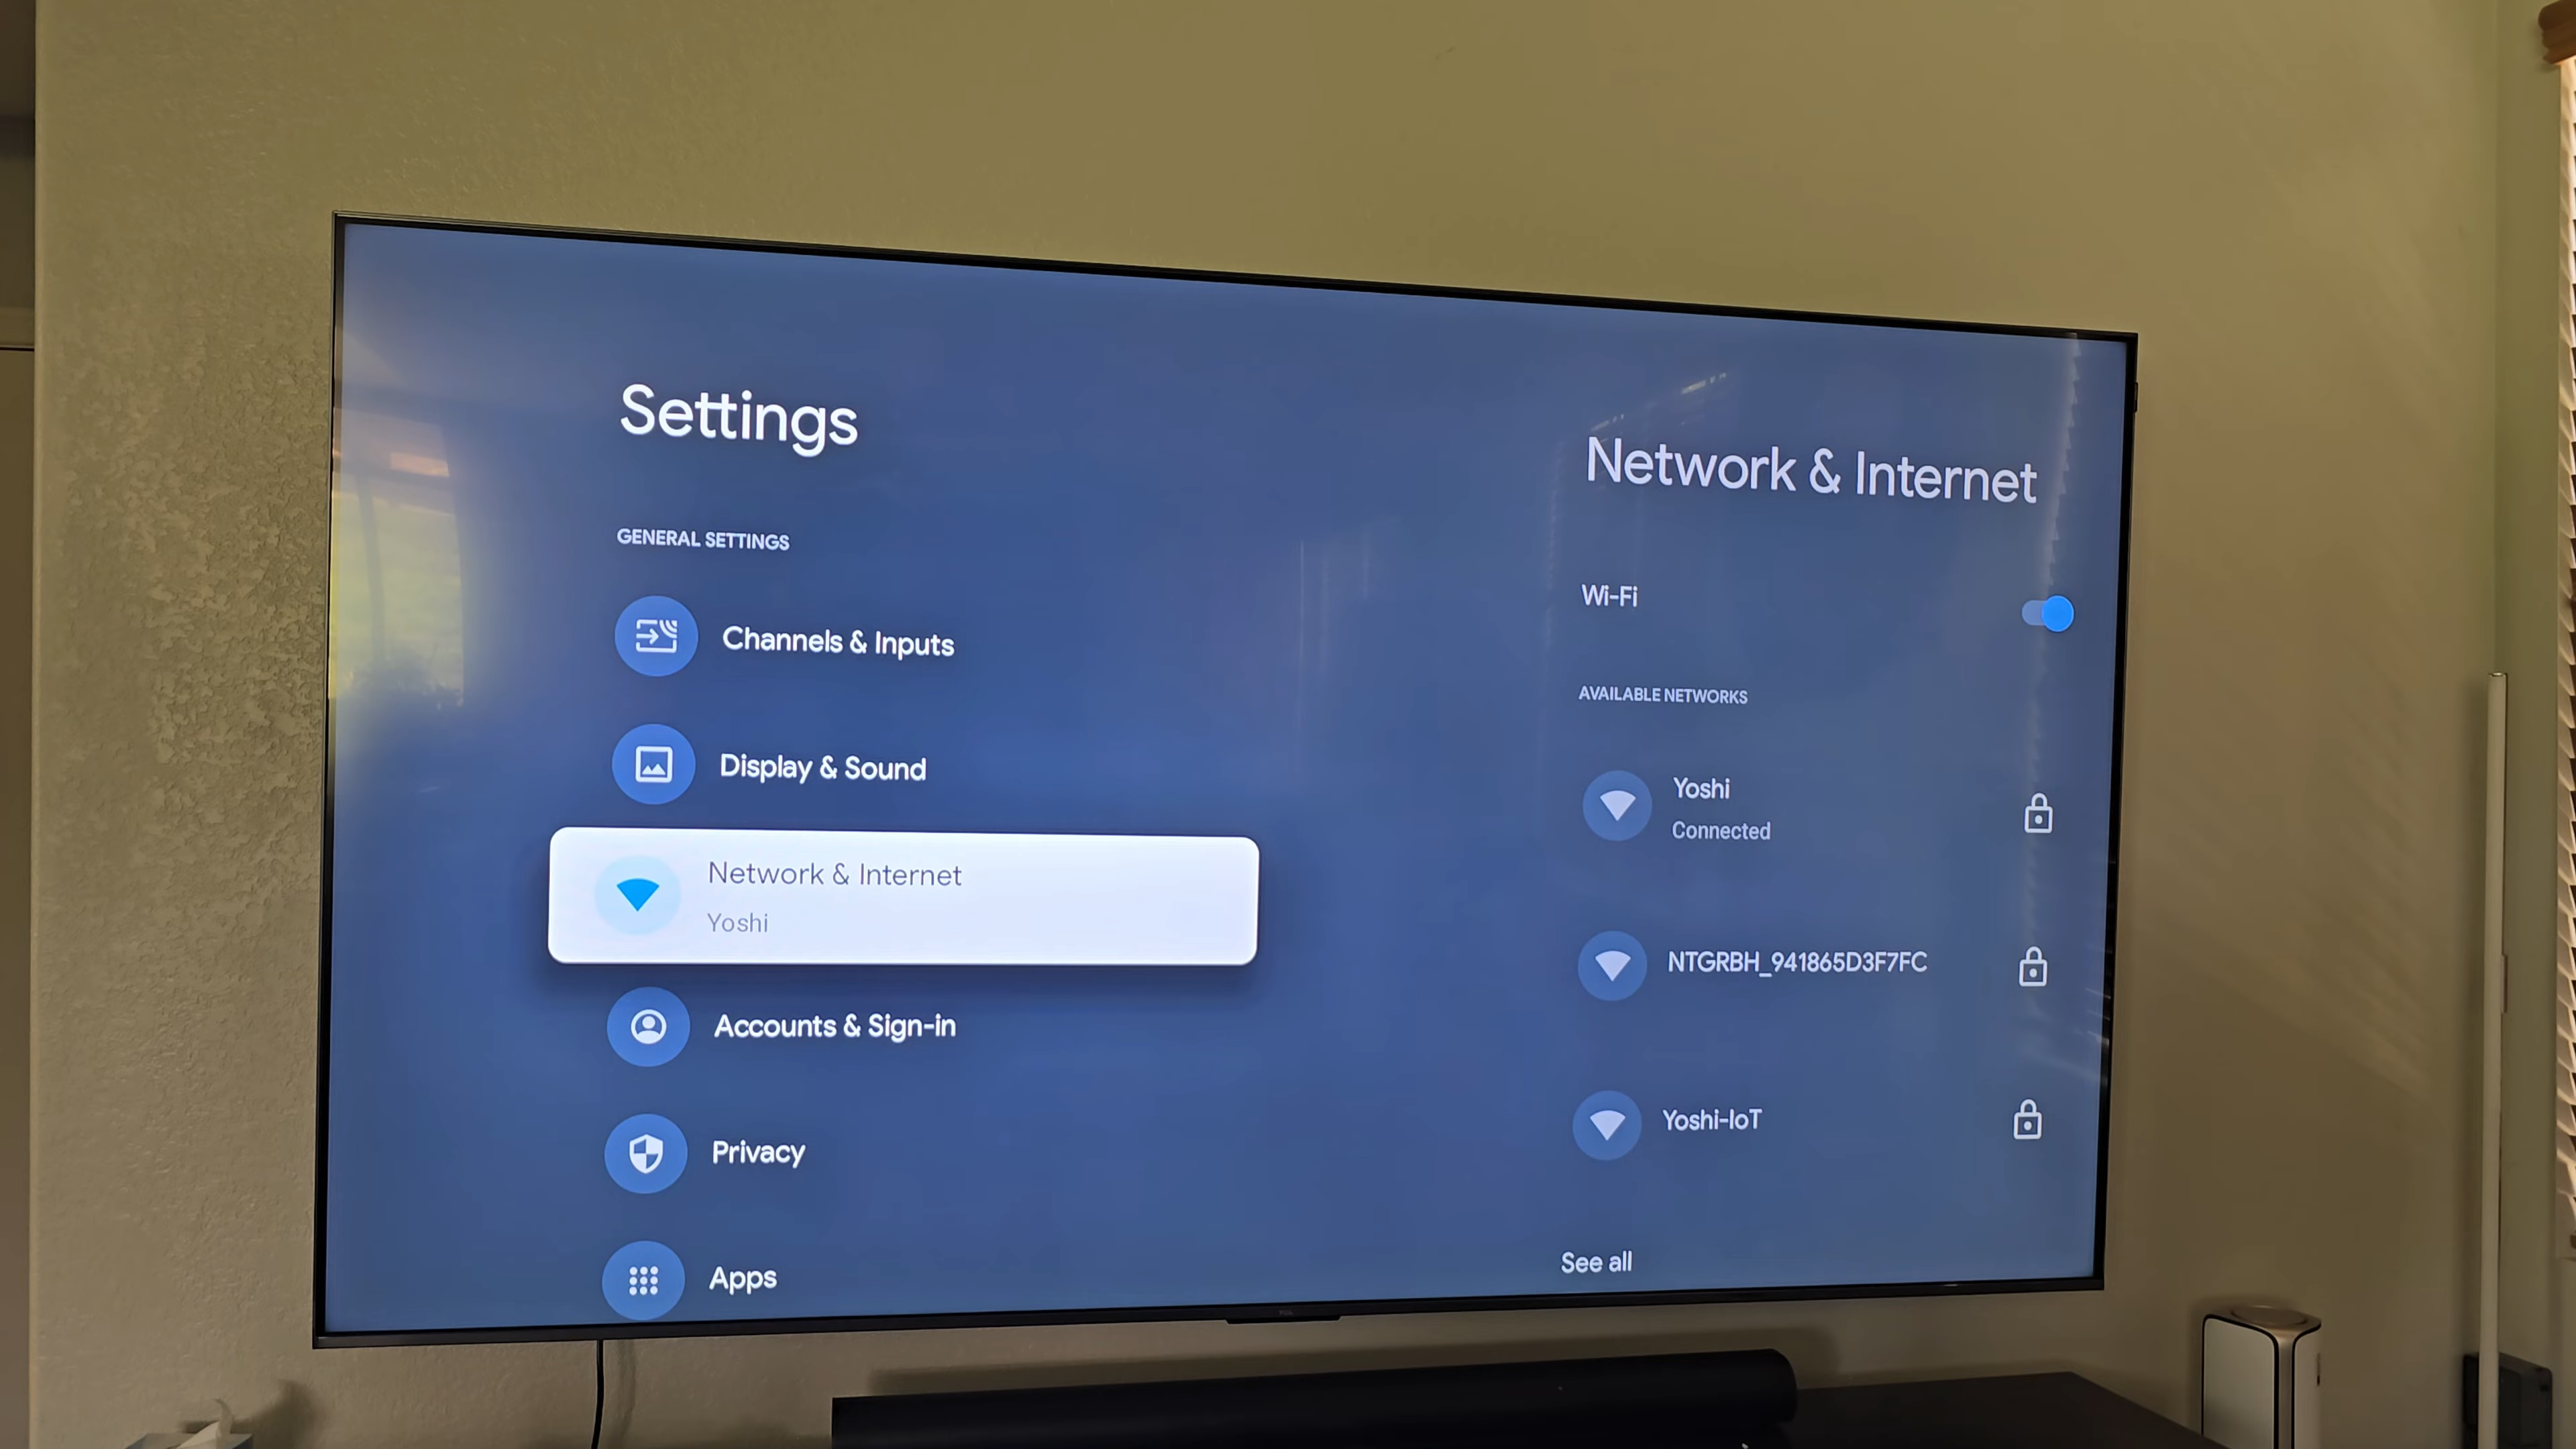 Settings
GENERAL SETTINGS
Channels & Inputs
Display & Sound
Network & Internet
Yoshi
Accounts & Sign-in
Privacy
Apps
Network & Internet
Wi-Fi
AVAILABLE NETWORKS
Yoshi
Connected
NTGRBH_941865D3F7FC
Yoshi-IoT
See all